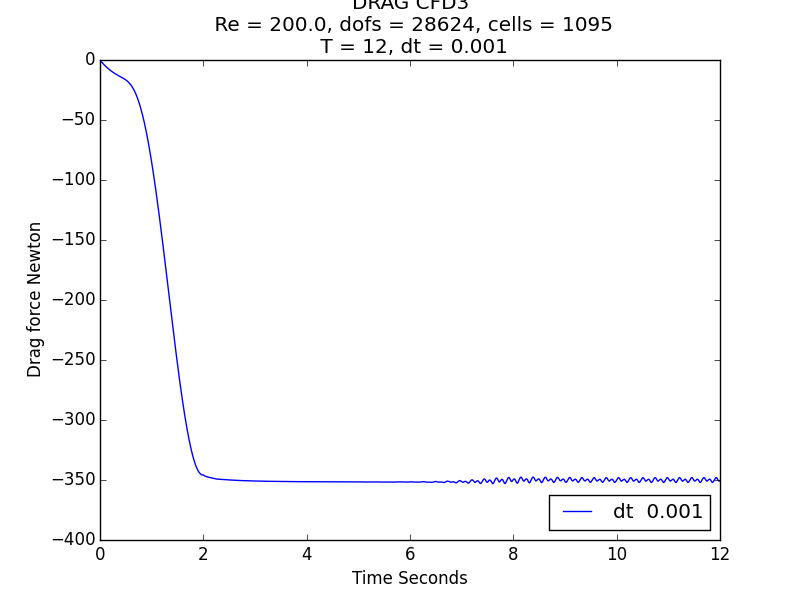 DRAG CFD3
Re = 200.0, dofs = 28624, cells = 1095
T = 12, dt = 0.001
0
−50
−100
−150
−200
−250
−300
−350
−400
Drag force Newton
dt 0.001
0 2 4 6 8 10 12
Time Seconds